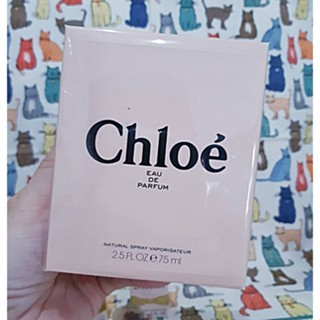 Chloé
EAU
DE
PARFUM
NATURAL SPRAY VAPORISATEUR
2.5 FL OZ e 75 ml